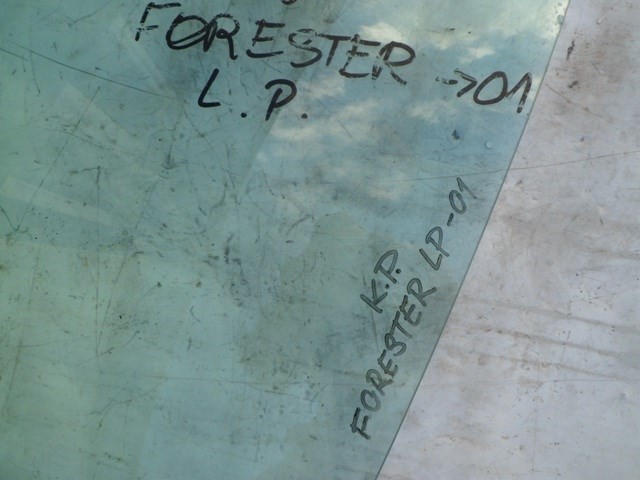 FORESTER →01
L.P.
K.P.
FORESTER LP-01